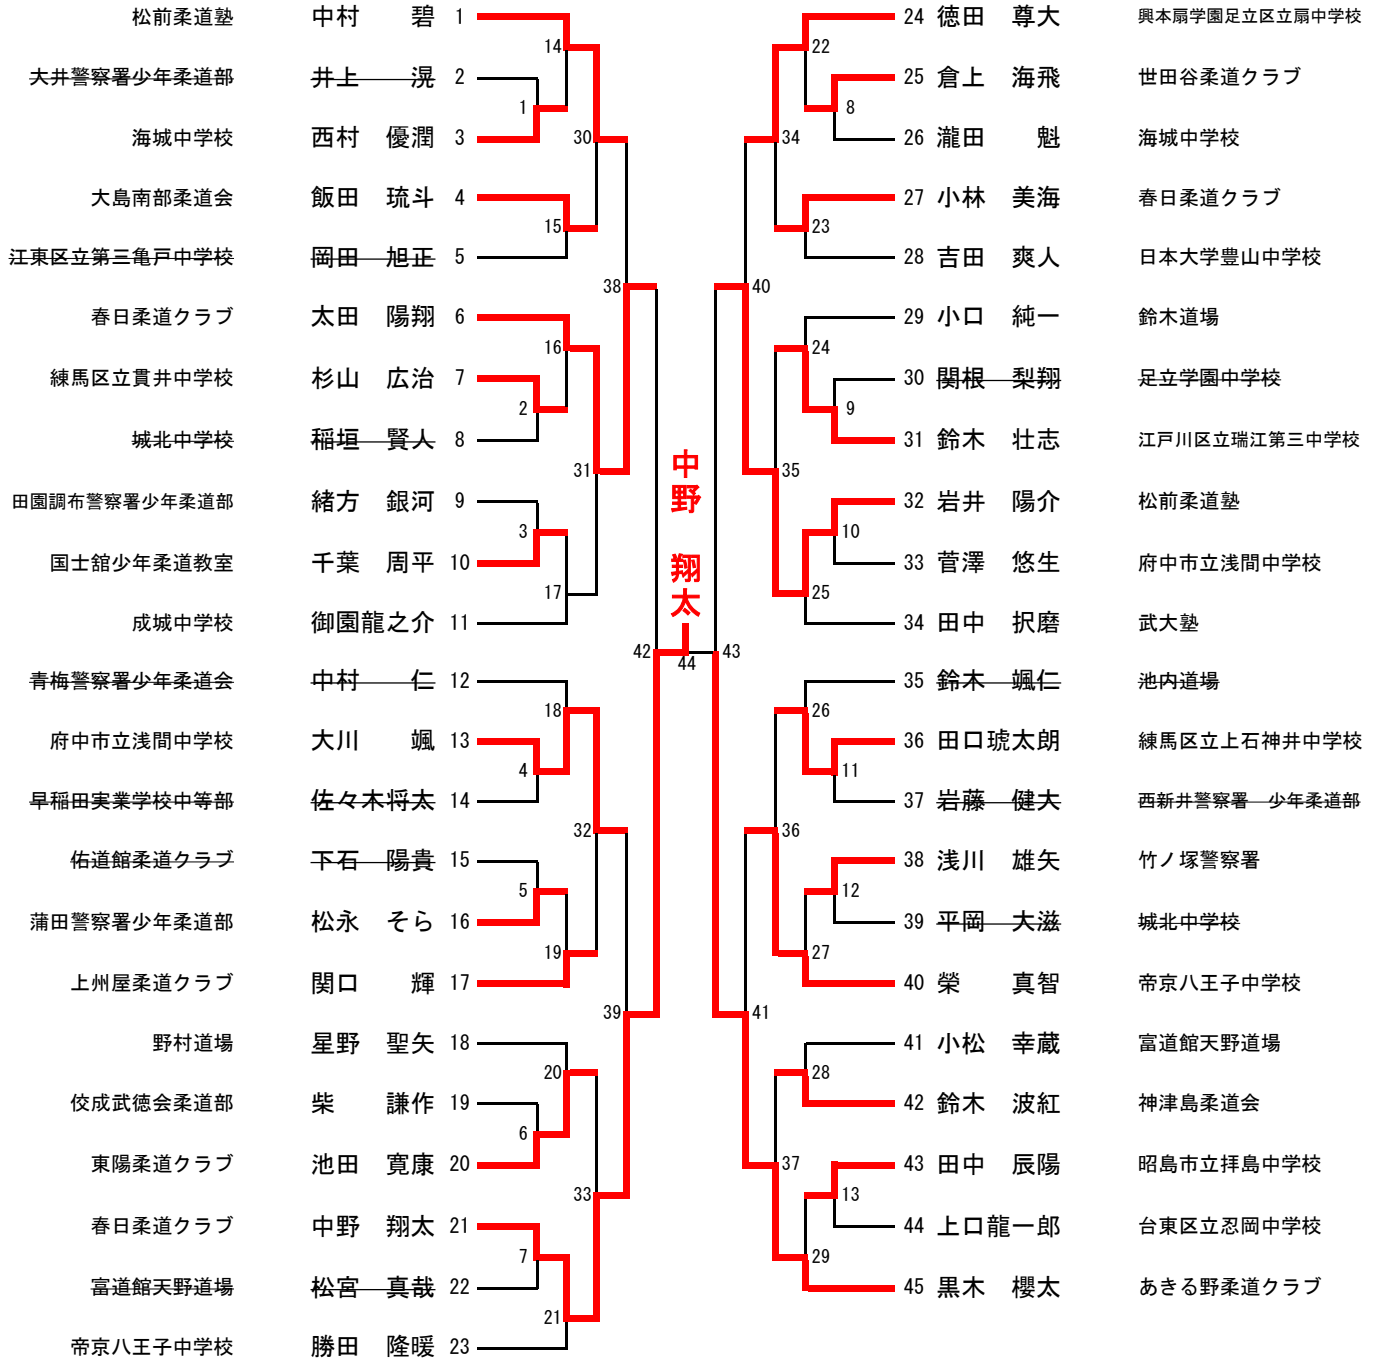 松前柔道塾 中村 碧 1
大井警察署少年柔道部 井上 滉 2
海城中学校 西村 優潤 3
大島南部柔道会 飯田 琉斗 4
江東区立第三亀戸中学校 岡田 旭正 5
春日柔道クラブ 太田 陽翔 6
練馬区立貫井中学校 杉山 広治 7
城北中学校 稲垣 賢人 8
田園調布警察署少年柔道部 緒方 銀河 9
国士舘少年柔道教室 千葉 周平 10
成城中学校 御園龍之介 11
青梅警察署少年柔道会 中村 仁 12
府中市立浅間中学校 大川 颯 13
早稲田実業学校中等部 佐々木将太 14
佑道館柔道クラブ 下石 陽貴 15
蒲田警察署少年柔道部 松永 そら 16
上州屋柔道クラブ 関口 輝 17
野村道場 星野 聖矢 18
佼成武徳会柔道部 柴 謙作 19
東陽柔道クラブ 池田 寛康 20
春日柔道クラブ 中野 翔太 21
富道館天野道場 松宮 真哉 22
帝京八王子中学校 勝田 隆暖 23
1
2
3
4
5
6
7
14
15
16
17
18
19
20
21
30
31
32
33
38
39
42
中野 翔太
44
43
40
41
34
35
36
37
22
23
24
25
26
27
28
29
8
9
10
11
12
13
24 徳田 尊大 興本扇学園足立区立扇中学校
25 倉上 海飛 世田谷柔道クラブ
26 瀧田 魁 海城中学校
27 小林 美海 春日柔道クラブ
28 吉田 爽人 日本大学豊山中学校
29 小口 純一 鈴木道場
30 関根 梨翔 足立学園中学校
31 鈴木 壮志 江戸川区立瑞江第三中学校
32 岩井 陽介 松前柔道塾
33 菅澤 悠生 府中市立浅間中学校
34 田中 択磨 武大塾
35 鈴木 颯仁 池内道場
36 田口琥太朗 練馬区立上石神井中学校
37 岩藤 健大 西新井警察署 少年柔道部
38 浅川 雄矢 竹ノ塚警察署
39 平岡 大滋 城北中学校
40 榮 真智 帝京八王子中学校
41 小松 幸蔵 富道館天野道場
42 鈴木 波紅 神津島柔道会
43 田中 辰陽 昭島市立拝島中学校
44 上口龍一郎 台東区立忍岡中学校
45 黒木 櫻太 あきる野柔道クラブ